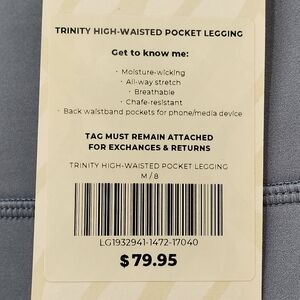 TRINITY HIGH-WAISTED POCKET LEGGING
Get to know me:
· Moisture-wicking
· All-way stretch
· Breathable
· Chafe-resistant
· Back waistband pockets for phone/media device
TAG MUST REMAIN ATTACHED
FOR EXCHANGES & RETURNS
TRINITY HIGH-WAISTED POCKET LEGGING
M / 8
LG1932941-1472-17040
$79.95